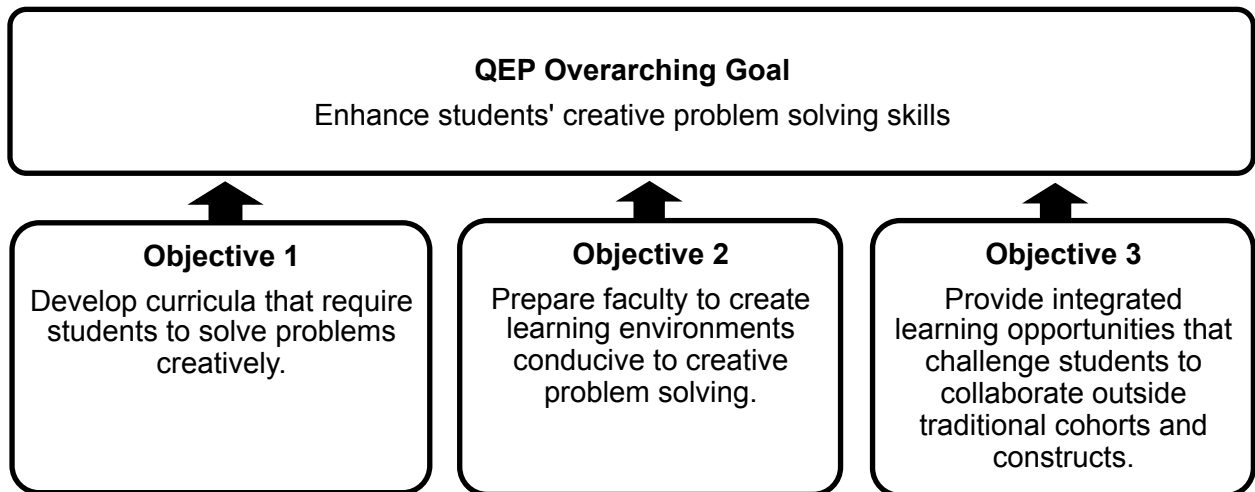 QEP Overarching Goal
Enhance students' creative problem solving skills
Objective 1
Develop curricula that require
students to solve problems
creatively.
Objective 2
Prepare faculty to create
learning environments
conducive to creative
problem solving.
Objective 3
Provide integrated
learning opportunities that
challenge students to
collaborate outside
traditional cohorts and
constructs.